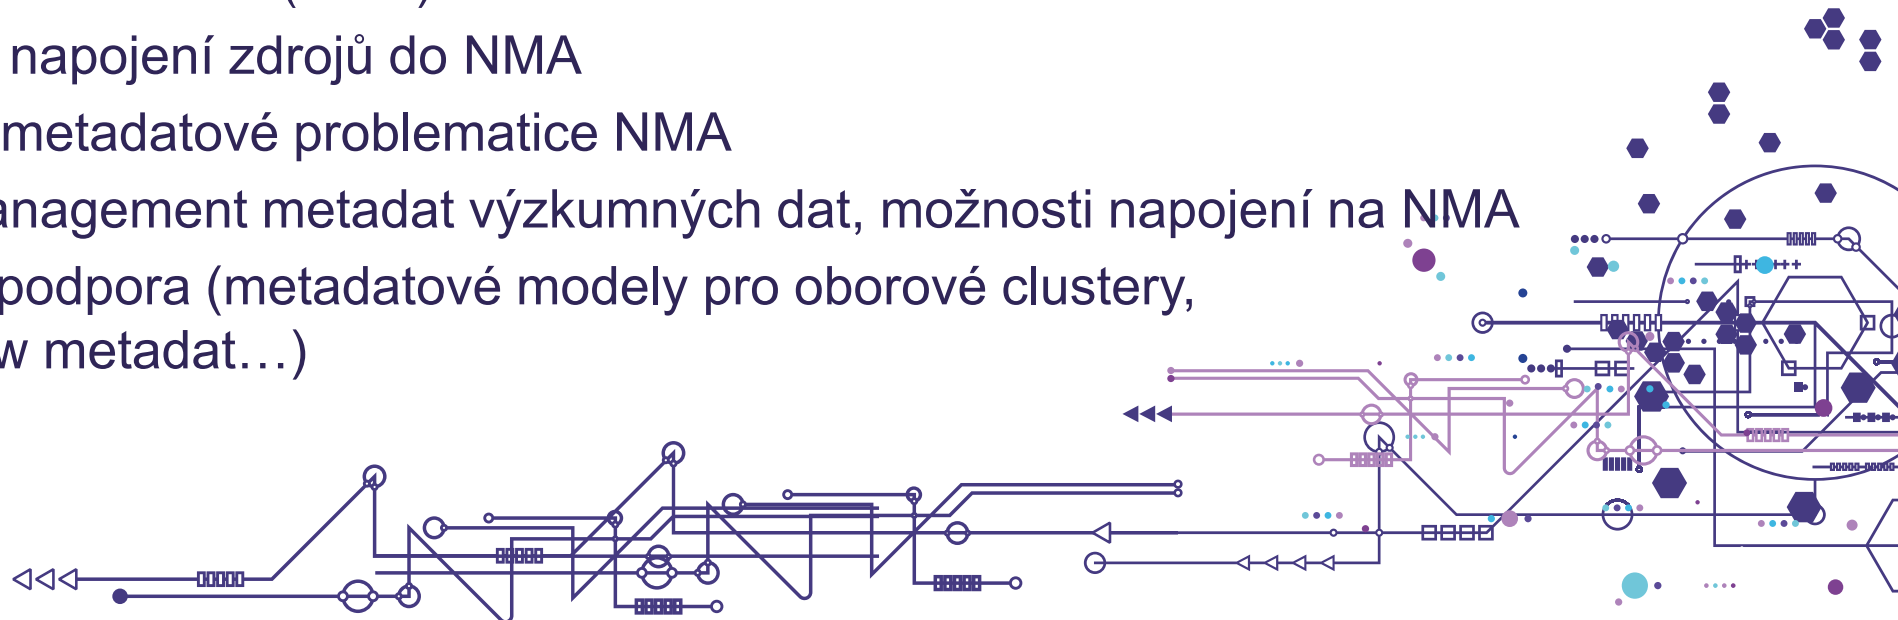 napojení zdrojů do NMA
metadatové problematice NMA
anagement metadat výzkumných dat, možnosti napojení na NMA
podpora (metadatové modely pro oborové clustery,
w metadat…)